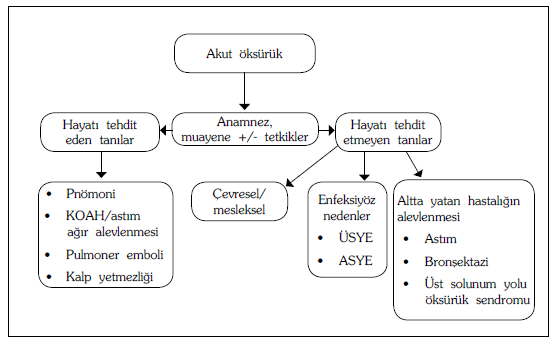 Akut öksürük
Anamnez,
muayene +/- tetkikler
Hayatı tehdit
eden tanılar
Hayatı tehdit
etmeyen tanılar
• Pnömoni
• KOAH/astım
ağır alevlenmesi
• Pulmoner emboli
• Kalp yetmezliği
Çevresel/
mesleksel
Enfeksiyöz
nedenler
• ÜSYE
• ASYE
Altta yatan hastalığın
alevlenmesi
• Astım
• Bronşektazi
• Üst solunum yolu
öksürük sendromu